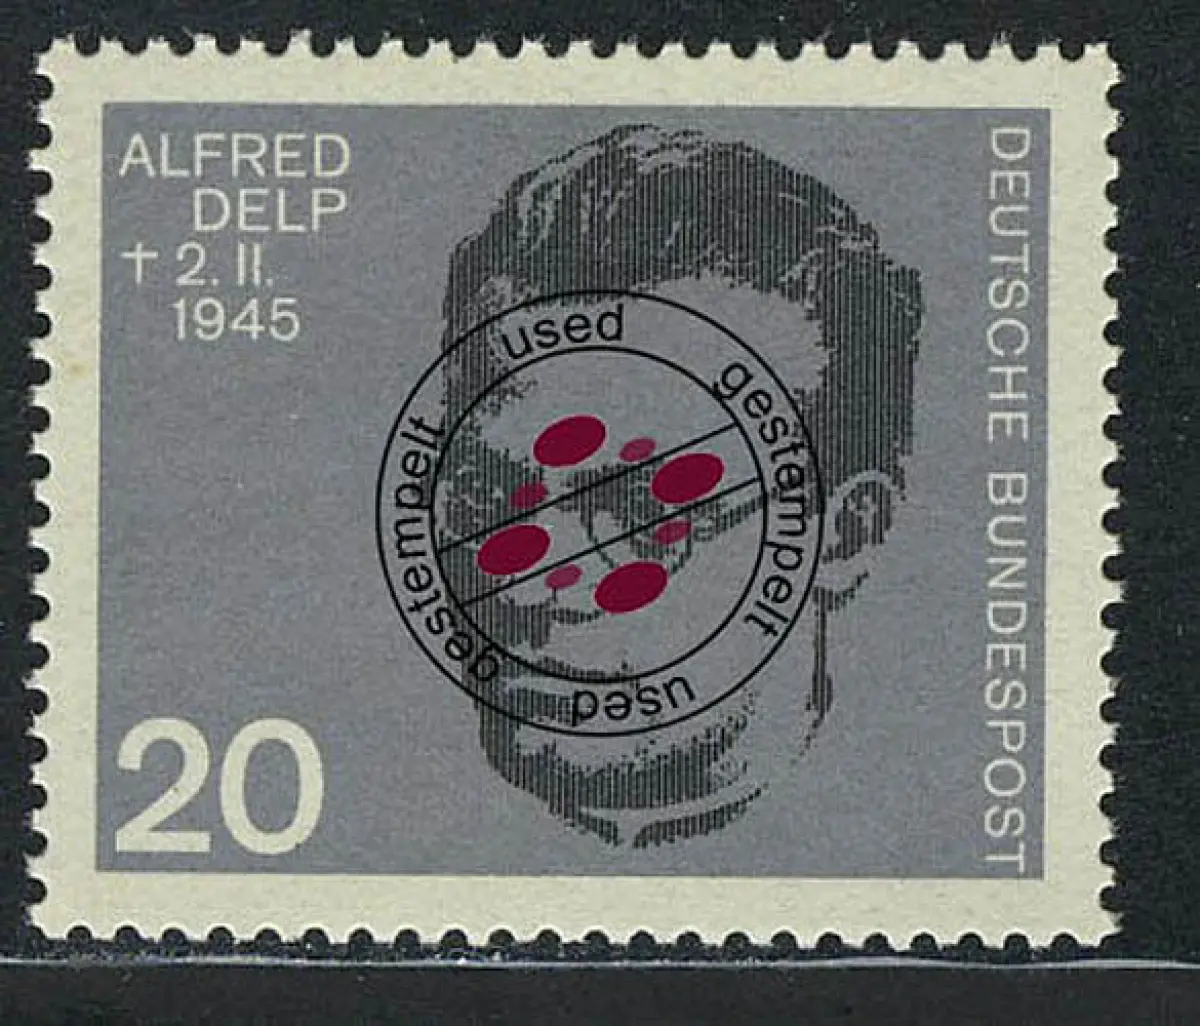 ALFRED
DELP
† 2. II.
1945
DEUTSCHE BUNDESPOST
used
gestempelt
used
gestempelt
20